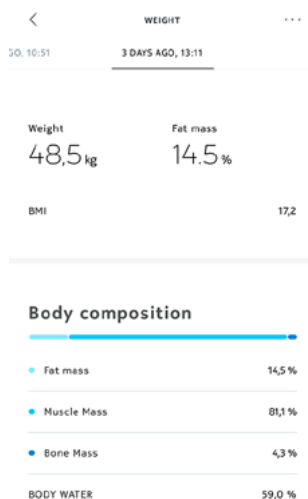 WEIGHT
GO, 10:51 3 DAYS AGO, 13:11
Weight Fat mass
48,5 kg 14.5 %
BMI 17,2
Body composition
Fat mass 14,5 %
Muscle Mass 81,1 %
Bone Mass 4,3 %
BODY WATER 59,0 %